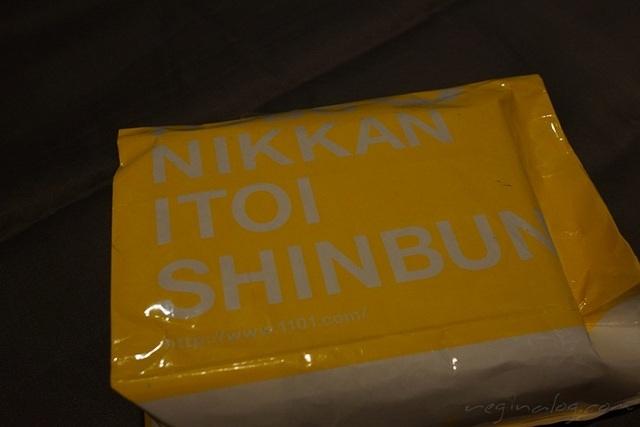 NIKKAN
ITOI
SHINBUN
http://www.1101.com/
reginalog.com